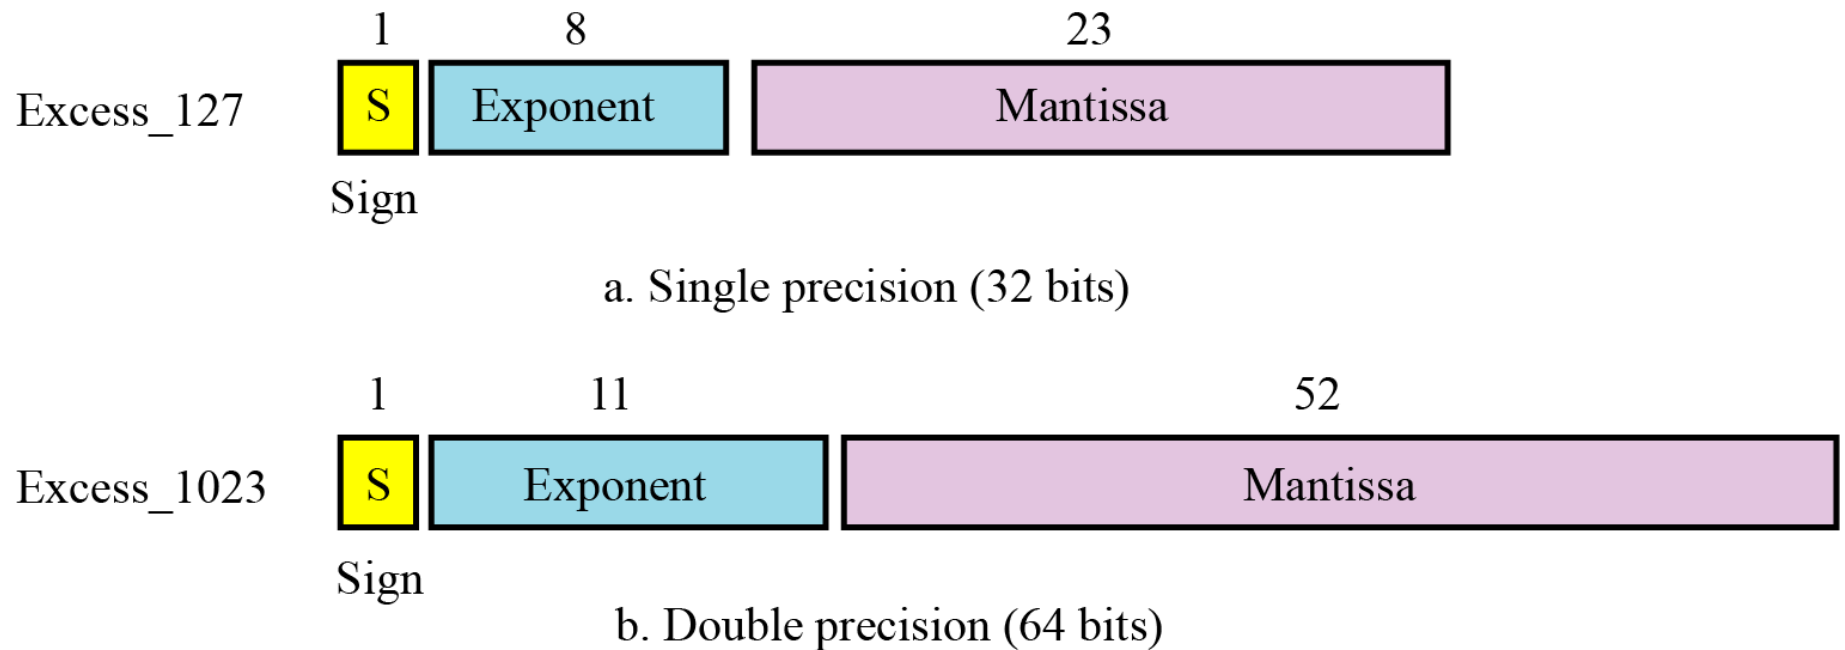 1 8 23
Excess_127 S Exponent Mantissa
Sign
a. Single precision (32 bits)
1 11 52
Excess_1023 S Exponent Mantissa
Sign
b. Double precision (64 bits)